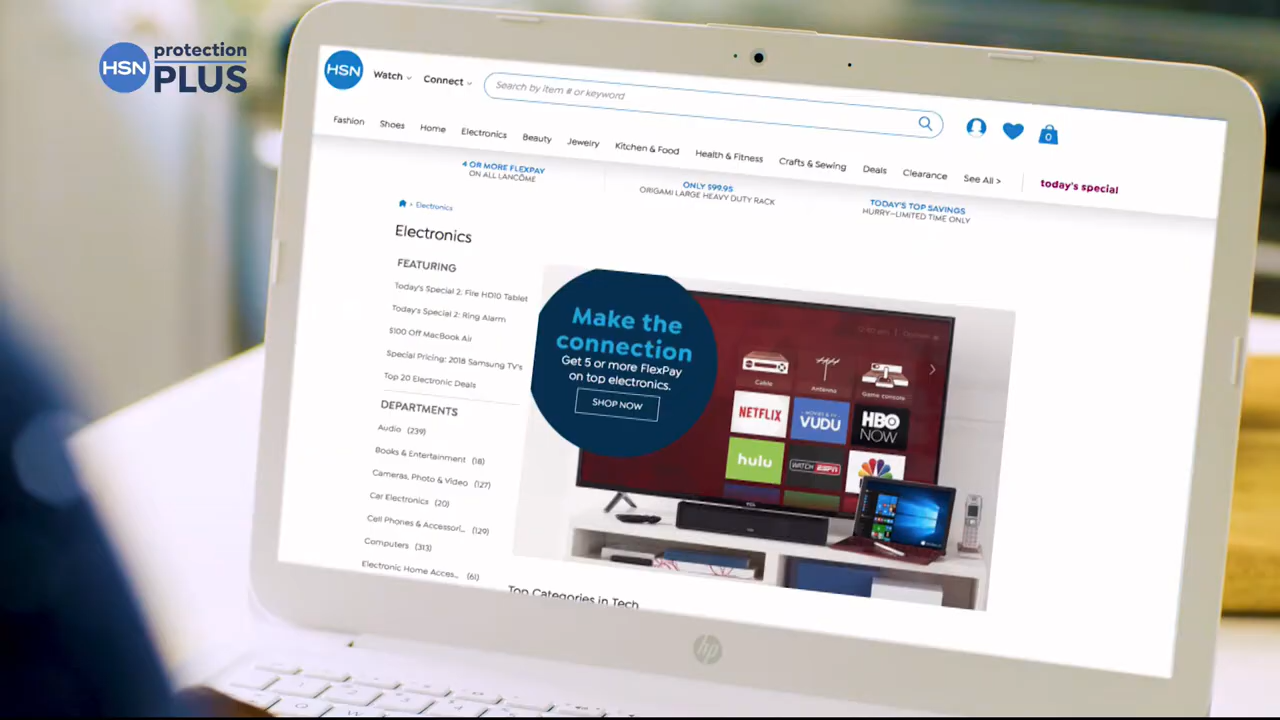 HSN protection
PLUS
HSN
Watch
Connect
Search by item # or keyword
0
Fashion Shoes Home Electronics Beauty Jewelry Kitchen & Food Health & Fitness Crafts & Sewing Deals Clearance See All > today's special
4 OR MORE FLEXPAY
ON ALL LANCÔME
ONLY $99.95
ORIGAMI LARGE HEAVY DUTY RACK
TODAY'S TOP SAVINGS
HURRY—LIMITED TIME ONLY
Electronics
Electronics
FEATURING
Today's Special 2: Fire HD10 Tablet
Today's Special 2: Ring Alarm
$100 Off MacBook Air
Special Pricing: 2018 Samsung TV's
Top 20 Electronic Deals
DEPARTMENTS
Audio (239)
Books & Entertainment (18)
Cameras, Photo & Video (127)
Car Electronics (20)
Cell Phones & Accessori... (129)
Computers (313)
Electronic Home Acces... (61)
Make the
connection
Get 5 or more FlexPay
on top electronics.
SHOP NOW
Cable
Antenna
Game console
NETFLIX
MOVIES & TV
VUDU
HBO
NOW
hulu
WATCH ESPN
Top Categories in Tech
hp